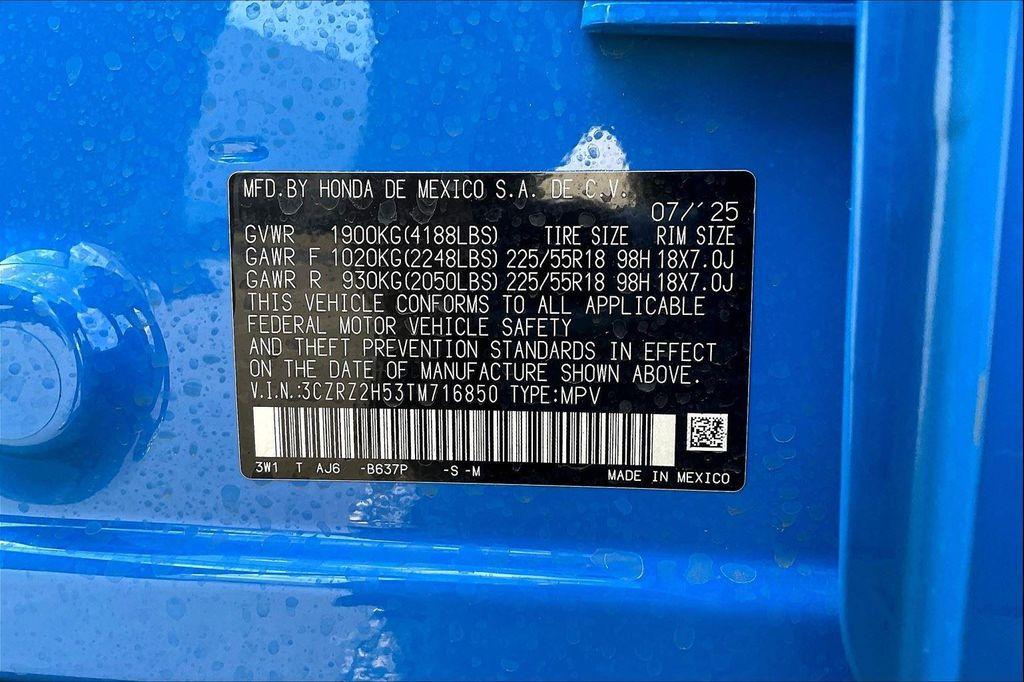 MFD.BY HONDA DE MEXICO S.A. DE C.V.
07/'25
GVWR 1900KG(4188LBS) TIRE SIZE RIM SIZE
GAWR F 1020KG(2248LBS) 225/55R18 98H 18X7.0J
GAWR R 930KG(2050LBS) 225/55R18 98H 18X7.0J
THIS VEHICLE CONFORMS TO ALL APPLICABLE
FEDERAL MOTOR VEHICLE SAFETY
AND THEFT PREVENTION STANDARDS IN EFFECT
ON THE DATE OF MANUFACTURE SHOWN ABOVE.
V.I.N.:3CZRZ2H53TM716850 TYPE:MPV
3W1 T AJ6 -B637P -S -M
MADE IN MEXICO